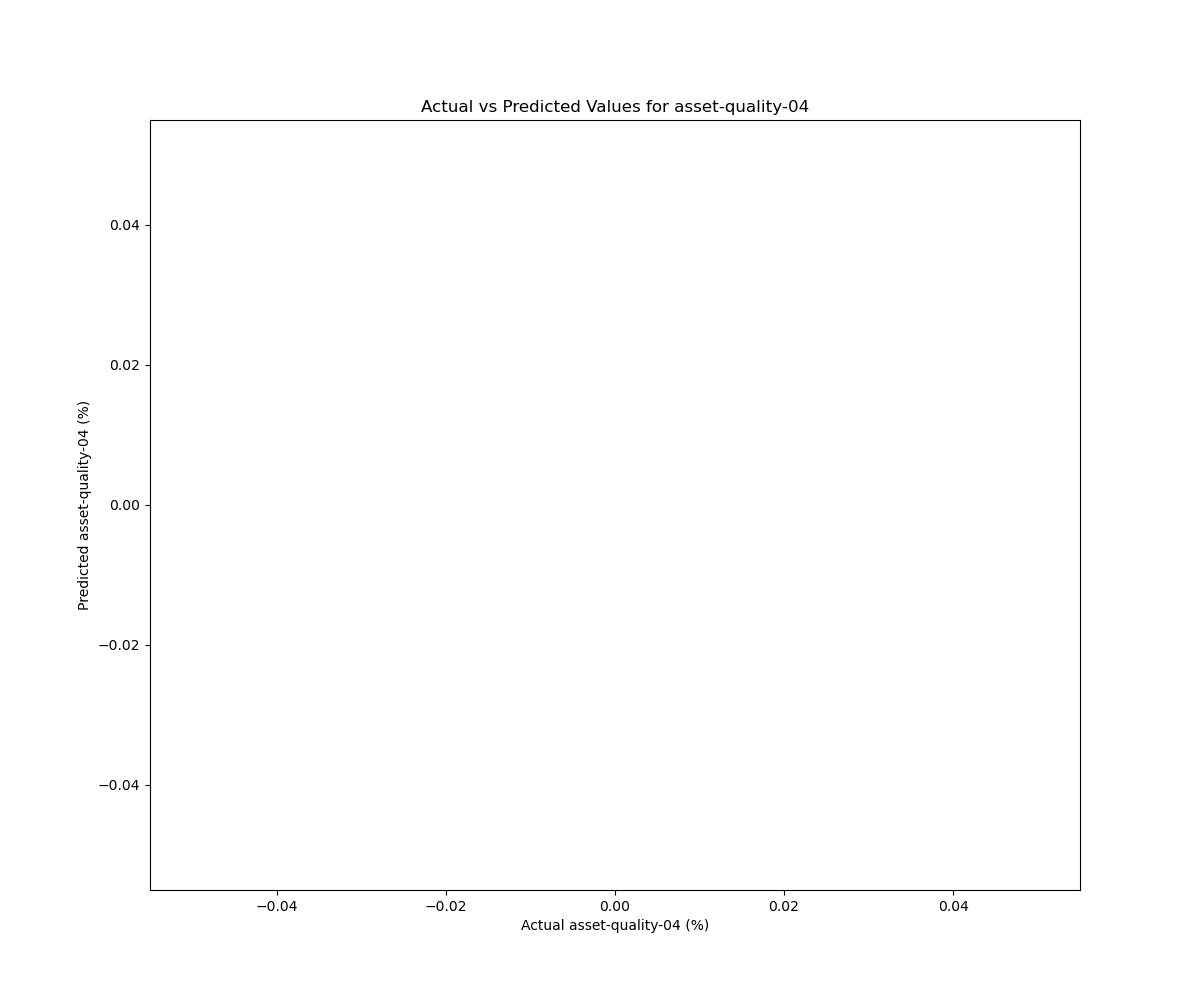 Actual vs Predicted Values for asset-quality-04
0.04
0.02
0.00
−0.02
−0.04
Predicted asset-quality-04 (%)
−0.04 −0.02 0.00 0.02 0.04
Actual asset-quality-04 (%)